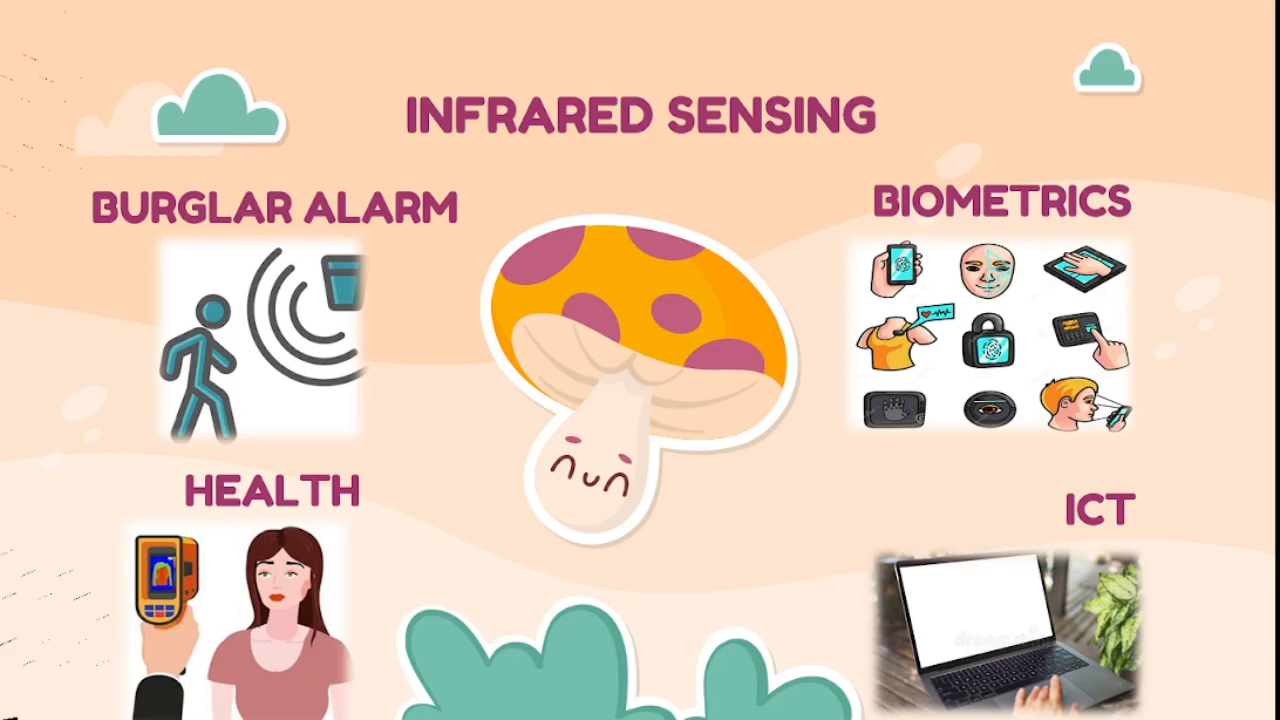 INFRARED SENSING
BURGLAR ALARM
BIOMETRICS
HEALTH
ICT